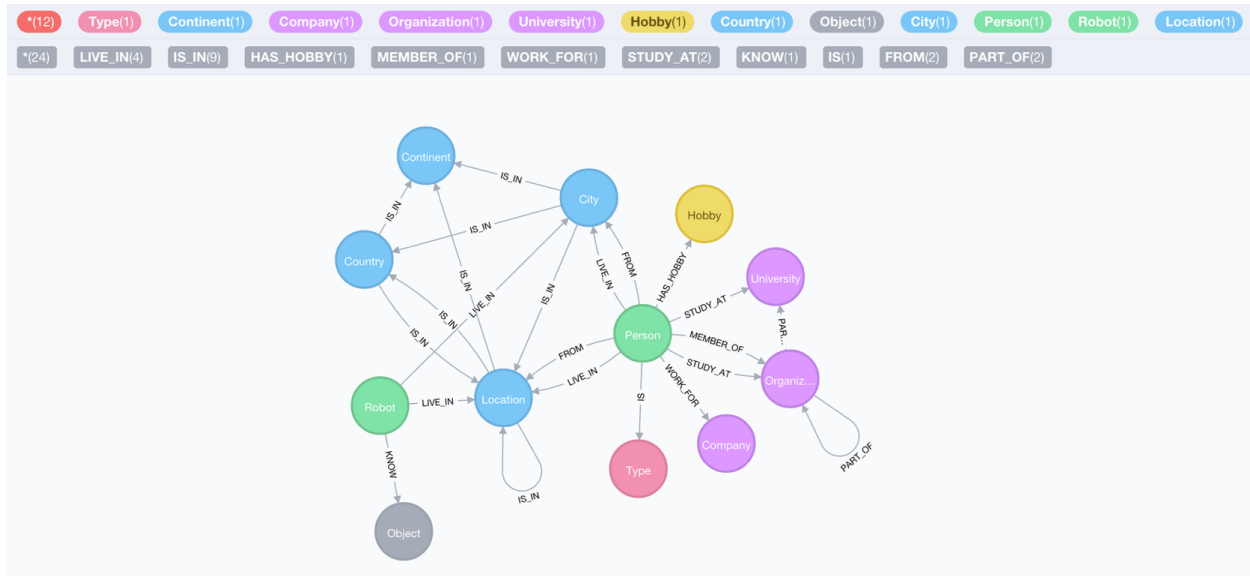 *(12) Type(1) Continent(1) Company(1) Organization(1) University(1) Hobby(1) Country(1) Object(1) City(1) Person(1) Robot(1) Location(1)
*(24) LIVE_IN(4) IS_IN(9) HAS_HOBBY(1) MEMBER_OF(1) WORK_FOR(1) STUDY_AT(2) KNOW(1) IS(1) FROM(2) PART_OF(2)
Continent
IS_IN
City
IS_IN
Hobby
IS_IN
Country
FROM
LIVE_IN
HAS_HOBBY
University
IS_IN
LIVE_IN
IS_IN
STUDY_AT
IS_IN
IS_IN
Person
PAR...
MEMBER_OF
FROM
STUDY_AT
LIVE_IN
Organiz...
WORK_FOR
IS
Robot
LIVE_IN
Location
Company
PART_OF
KNOW
Type
IS_IN
Object